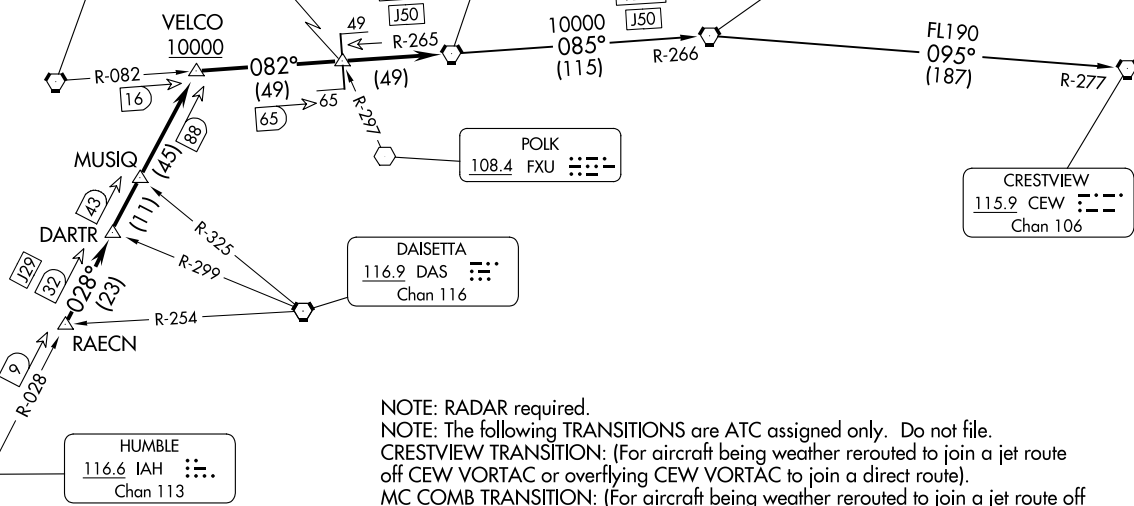 VELCO
10000
49
J50
R-265
10000
085°
(115)
J50
R-266
FL190
095°
(187)
R-277
R-082
16
082°
(49)
65
65
(49)
R-297
88
(45)
MUSIQ
43
(11)
DARTR
J29
32
028°
(23)
RAECN
R-325
R-299
R-254
9
R-028
POLK
108.4 FXU
CRESTVIEW
115.9 CEW
Chan 106
DAISETTA
116.9 DAS
Chan 116
HUMBLE
116.6 IAH
Chan 113
NOTE: RADAR required.
NOTE: The following TRANSITIONS are ATC assigned only. Do not file.
CRESTVIEW TRANSITION: (For aircraft being weather rerouted to join a jet route
off CEW VORTAC or overflying CEW VORTAC to join a direct route).
MC COMB TRANSITION: (For aircraft being weather rerouted to join a jet route off